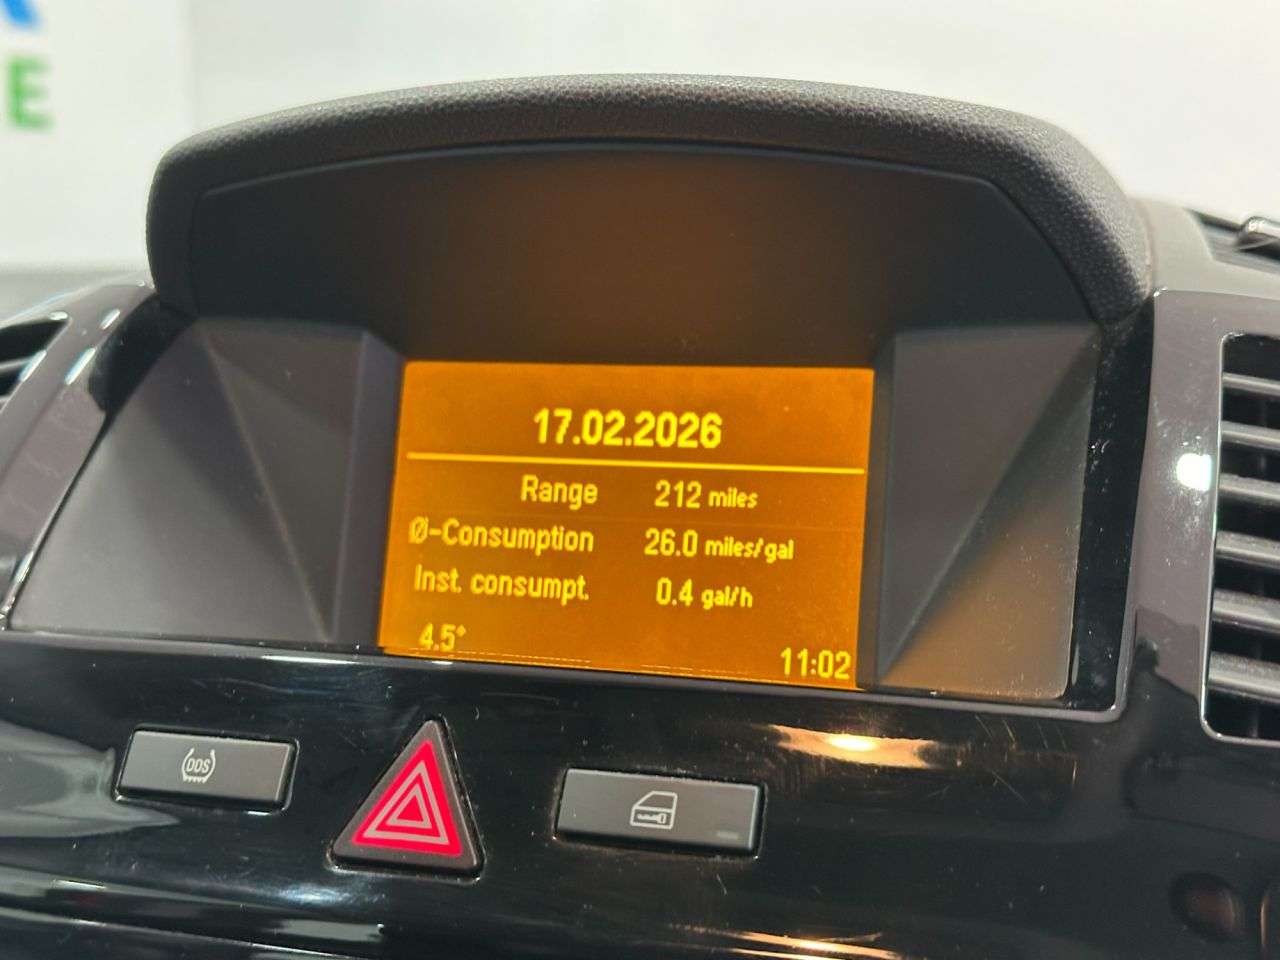 E
17.02.2026
Range 212 miles
Ø-Consumption 26.0 miles/gal
Inst. consumpt. 0.4 gal/h
4.5°
11:02
DDS